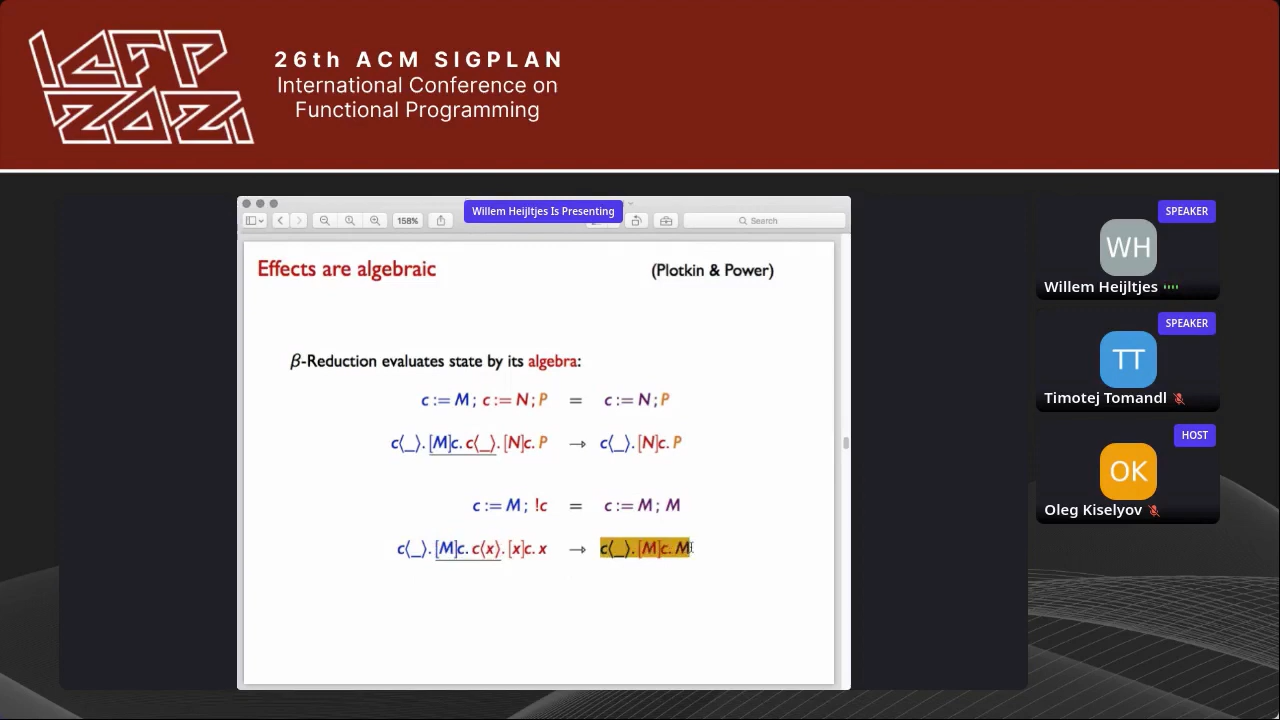 ICFP
2021
26th ACM SIGPLAN
International Conference on
Functional Programming
Willem Heijltjes Is Presenting
158%
Search
Effects are algebraic
(Plotkin & Power)
β-Reduction evaluates state by its algebra:
c := M ; c := N ; P = c := N ; P
c⟨_⟩. [M]c. c⟨_⟩. [N]c. P → c⟨_⟩. [N]c. P
c := M ; !c = c := M ; M
c⟨_⟩. [M]c. c⟨x⟩. [x]c. x → c⟨_⟩. [M]c. M
SPEAKER
WH
Willem Heijltjes
SPEAKER
TT
Timotej Tomandl
HOST
OK
Oleg Kiselyov